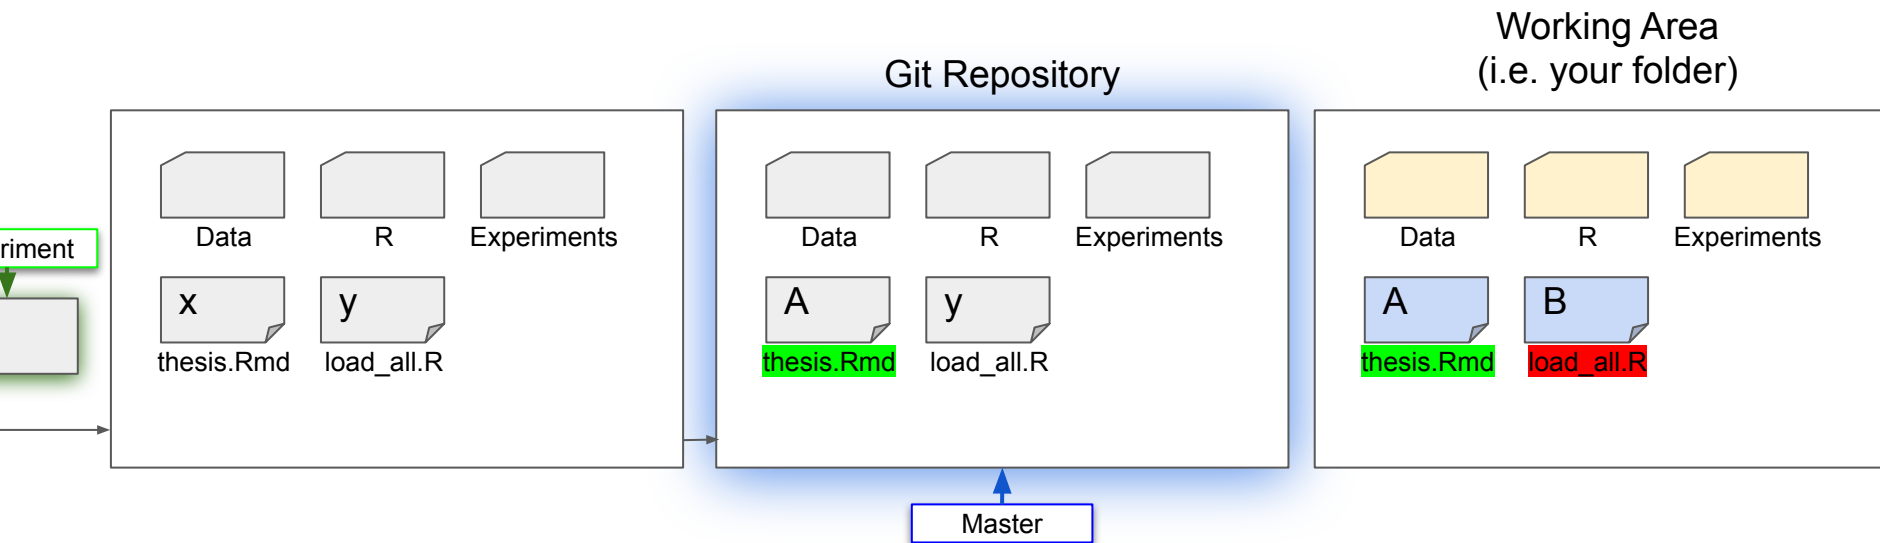 Working Area
(i.e. your folder)
Git Repository
Data R Experiments
Data R Experiments
Data R Experiments
riment
x y
A y
A B
thesis.Rmd load_all.R
thesis.Rmd load_all.R
thesis.Rmd load_all.R
Master